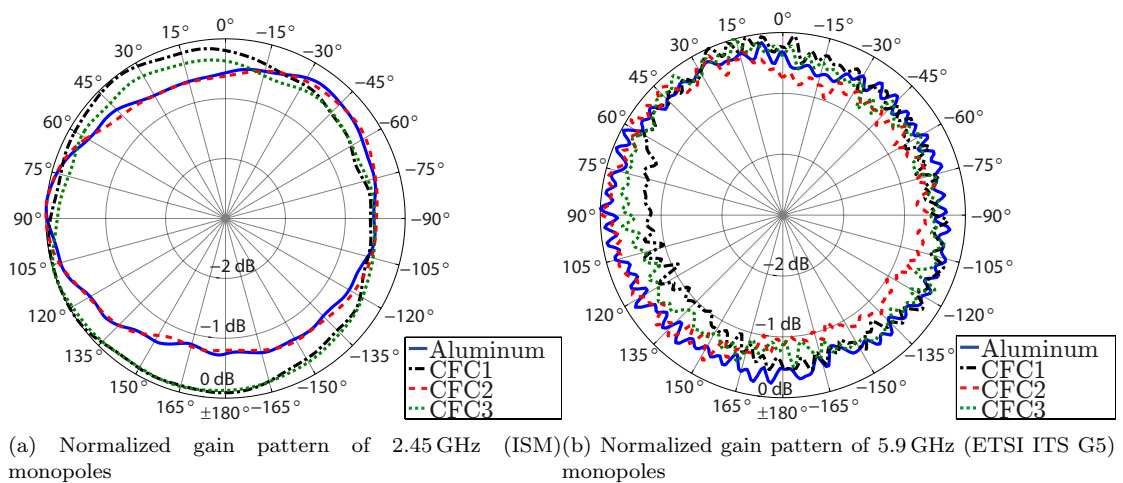 0°
15°
−15°
30°
−30°
45°
−45°
60°
−60°
75°
−75°
90°
−90°
105°
−105°
120°
−120°
135°
−135°
150°
−150°
165°
−165°
±180°
−2 dB
−1 dB
0 dB
Aluminum
CFC1
CFC2
CFC3
(a) Normalized gain pattern of 2.45 GHz (ISM)
monopoles
0°
15°
−15°
30°
−30°
45°
−45°
60°
−60°
75°
−75°
90°
−90°
105°
−105°
120°
−120°
135°
−135°
150°
−150°
165°
−165°
±180°
−2 dB
−1 dB
0 dB
Aluminum
CFC1
CFC2
CFC3
(b) Normalized gain pattern of 5.9 GHz (ETSI ITS G5)
monopoles